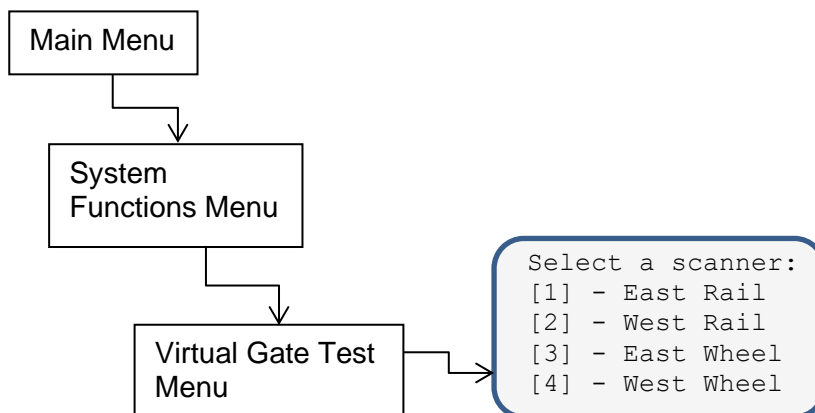 Main Menu
System
Functions Menu
Virtual Gate Test
Menu
Select a scanner:
[1] - East Rail
[2] - West Rail
[3] - East Wheel
[4] - West Wheel